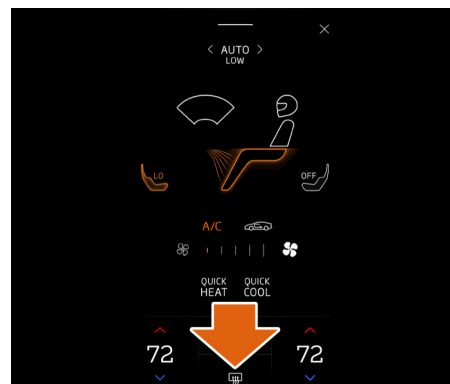 < AUTO >
LOW
LO
OFF
A/C
QUICK HEAT
QUICK COOL
72
72